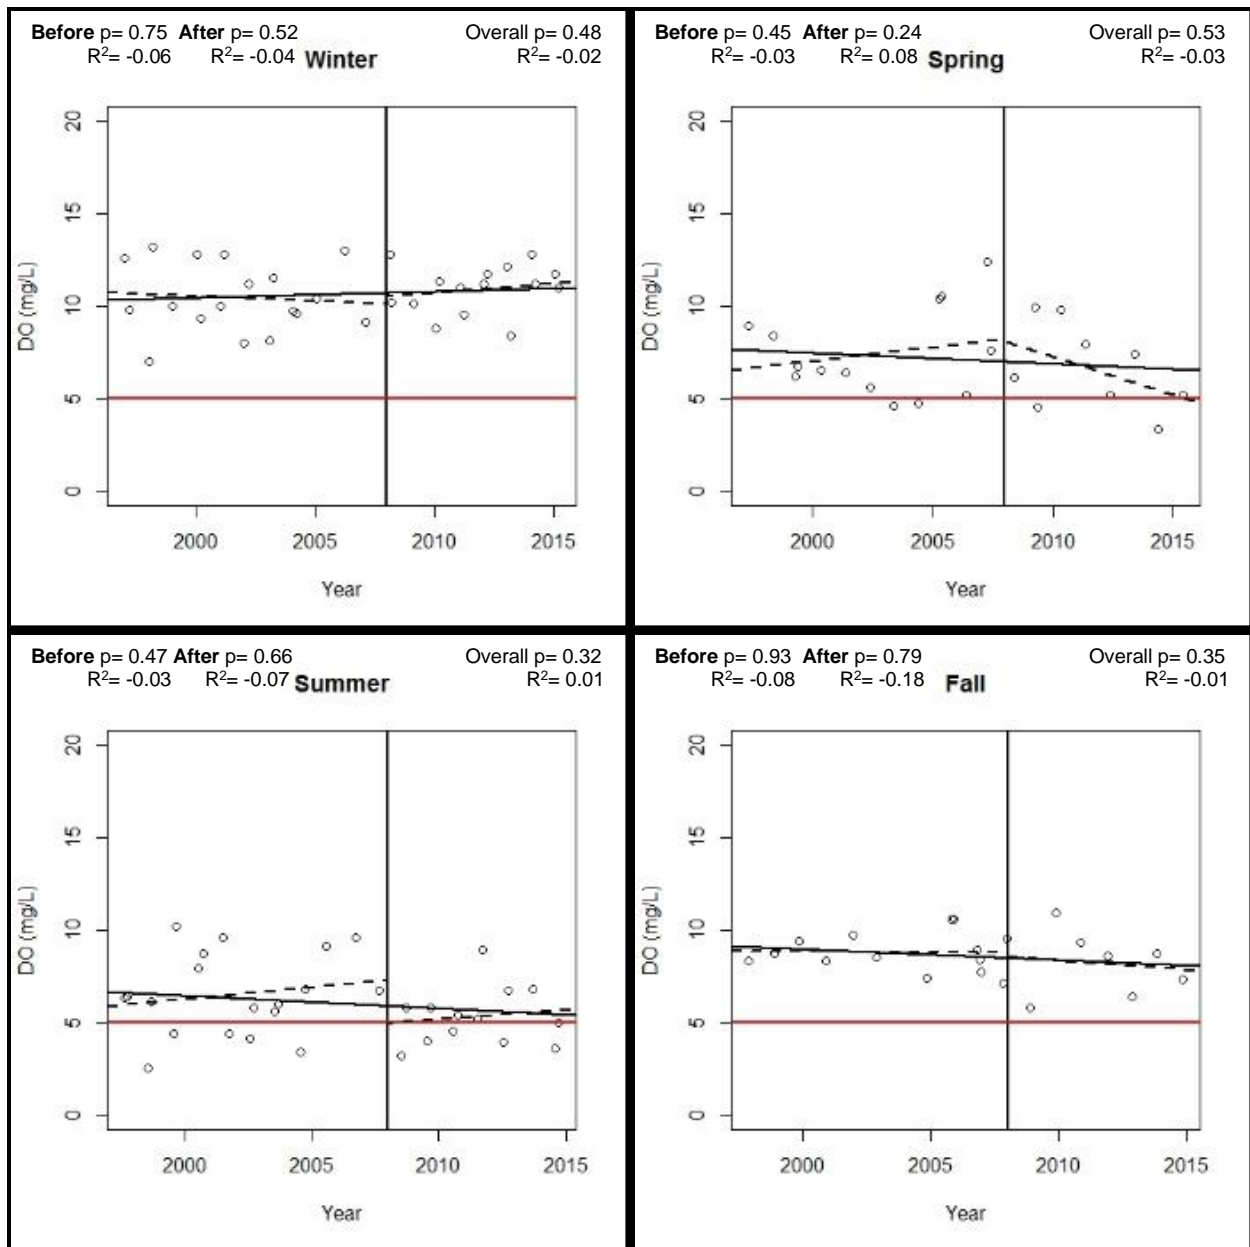 Before p= 0.75 After p= 0.52 Overall p= 0.48
R²= -0.06 R²= -0.04 Winter R²= -0.02
20
15
10
5
0
DO (mg/L)
2000 2005 2010 2015
Year
Before p= 0.45 After p= 0.24 Overall p= 0.53
R²= -0.03 R²= 0.08 Spring R²= -0.03
20
15
10
5
0
DO (mg/L)
2000 2005 2010 2015
Year
Before p= 0.47 After p= 0.66 Overall p= 0.32
R²= -0.03 R²= -0.07 Summer R²= 0.01
20
15
10
5
0
DO (mg/L)
2000 2005 2010 2015
Year
Before p= 0.93 After p= 0.79 Overall p= 0.35
R²= -0.08 R²= -0.18 Fall R²= -0.01
20
15
10
5
0
DO (mg/L)
2000 2005 2010 2015
Year